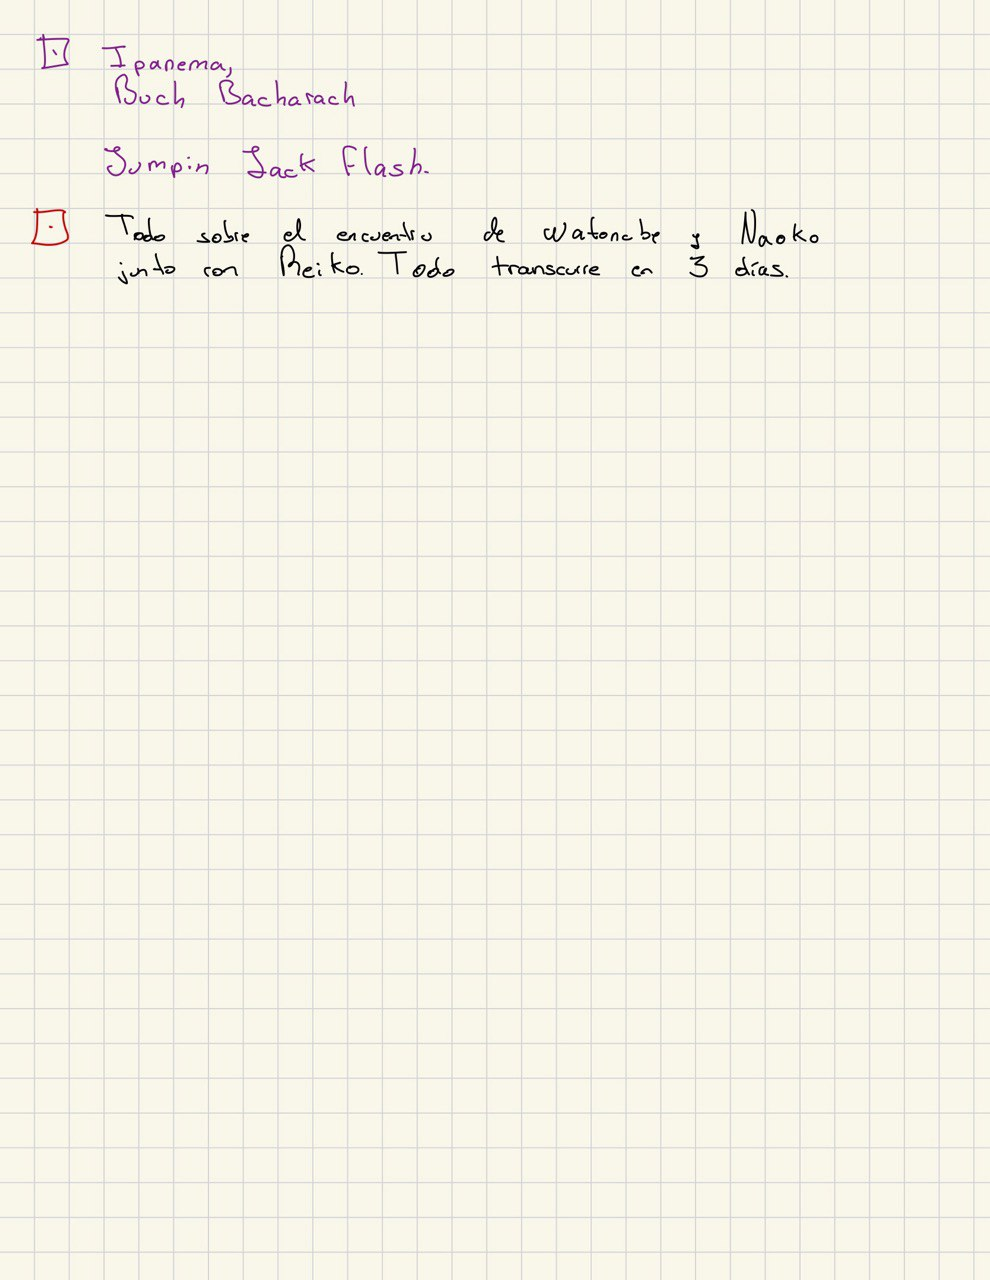 Ipanema,
Buch Bacharach
Jumpin Jack Flash.
Todo sobre el encuentro de Watanabe y Naoko
junto con Reiko. Todo transcurre en 3 días.